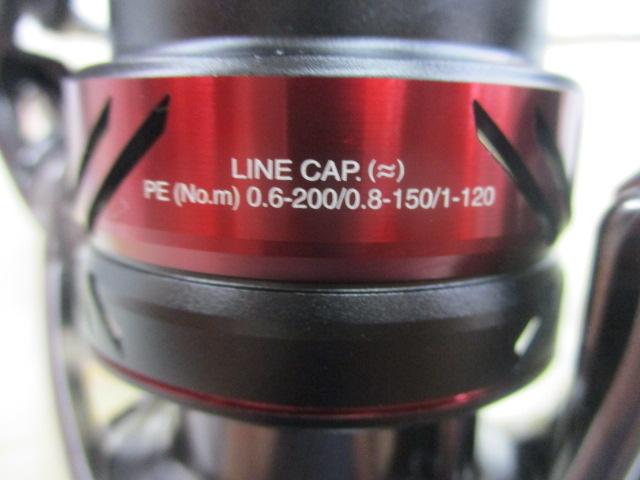 LINE CAP. (≈)
PE (No.m) 0.6-200/0.8-150/1-120